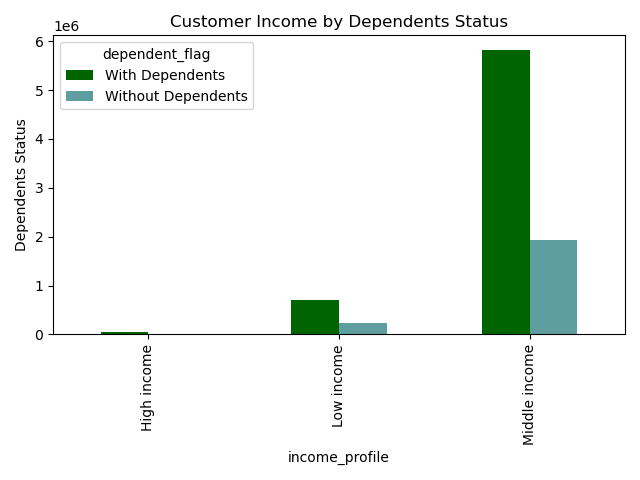 Customer Income by Dependents Status
1e6
dependent_flag
With Dependents
Without Dependents
6
5
4
3
2
1
0
Dependents Status
High income
Low income
Middle income
income_profile